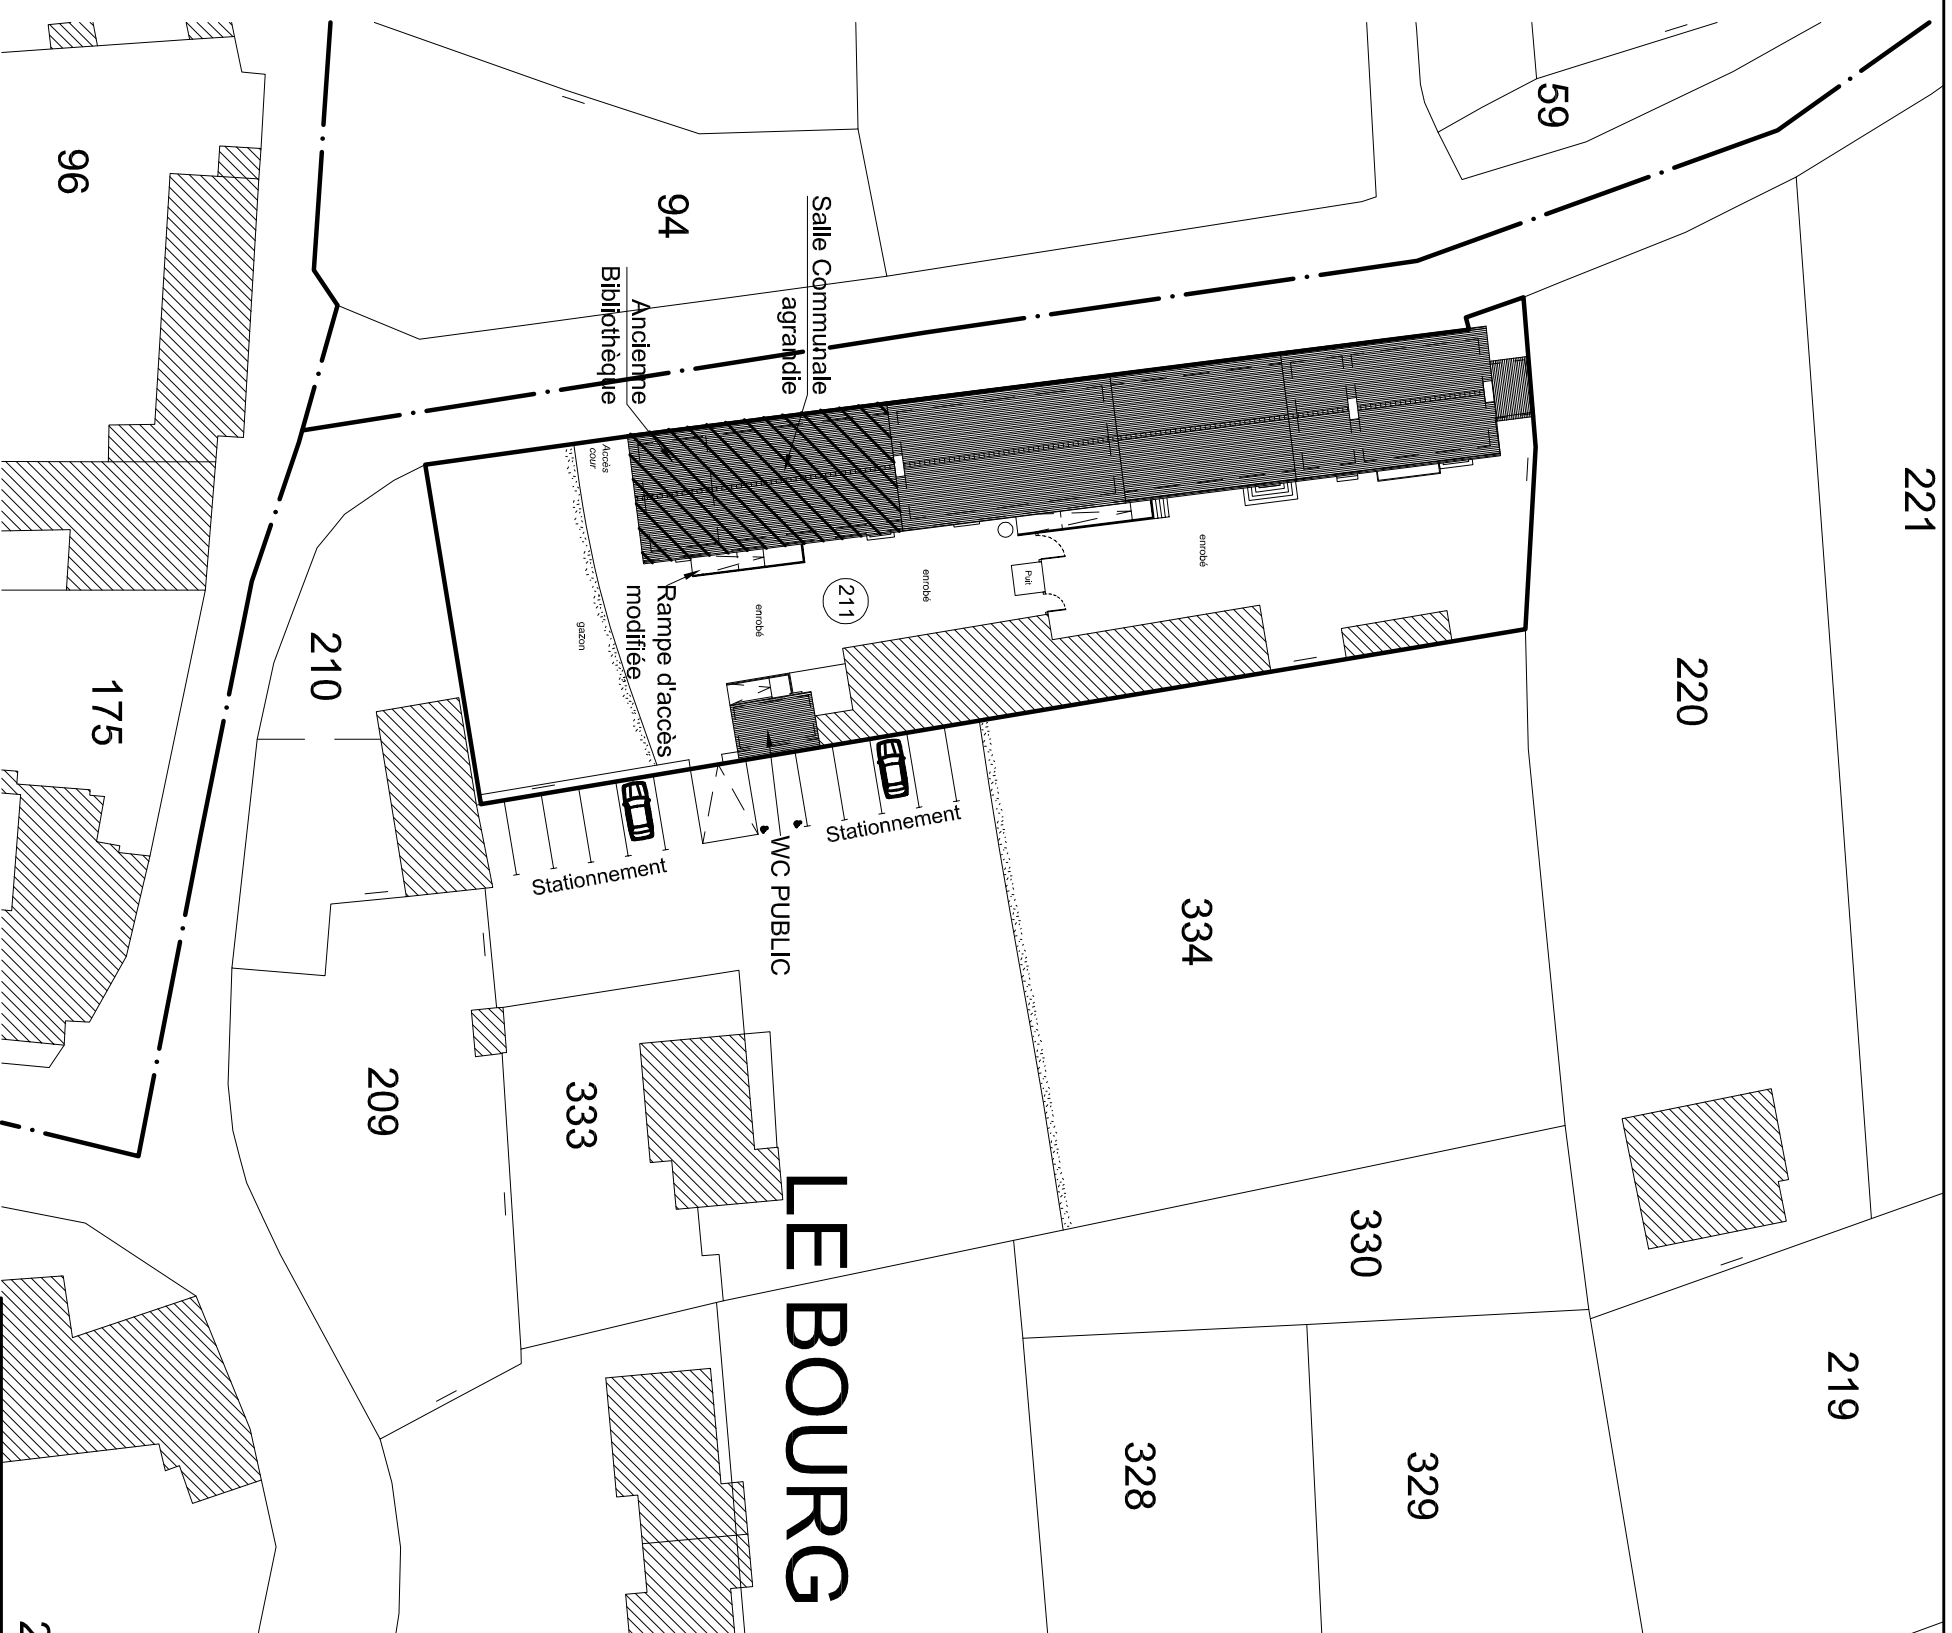 59
221
96
94
Salle Communale
agrandie
Ancienne
Bibliothèque
Accès
cour
enrobé
Puit
enrobé
211
enrobé
gazon
Rampe d'accès
modifiée
210
175
220
Stationnement
Stationnement
WC PUBLIC
334
209
333
LE BOURG
330
219
328
329